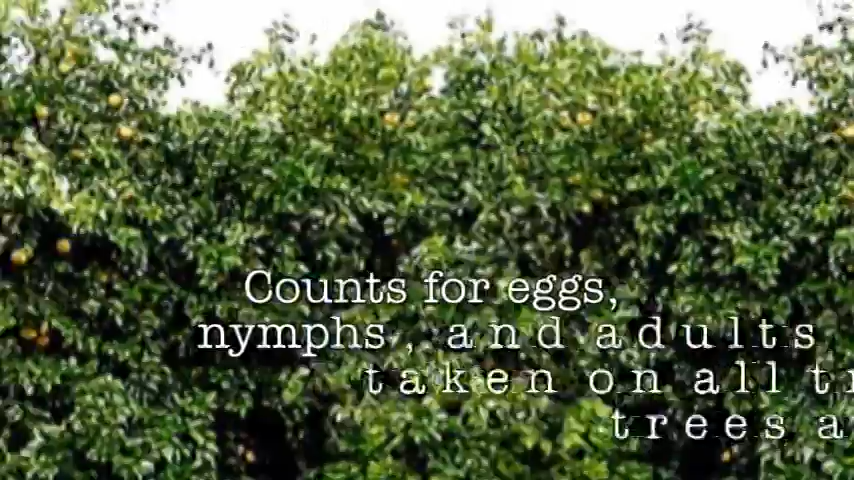 Counts for eggs,
nymphs, and adults
taken on all
trees